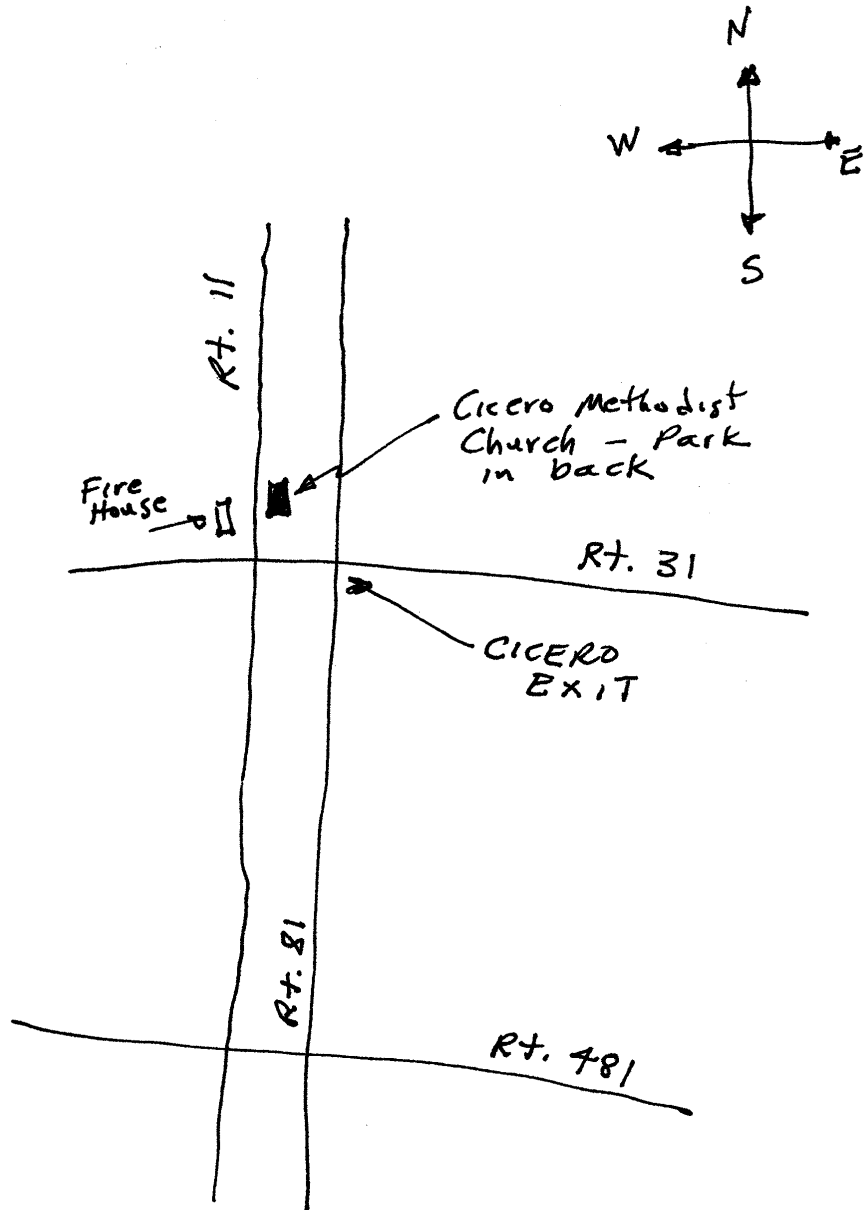 N
W
E
S
Rt. 11
Cicero Methodist
Church – Park
in back
Fire
House
Rt. 31
CICERO
EXIT
Rt. 81
Rt. 481